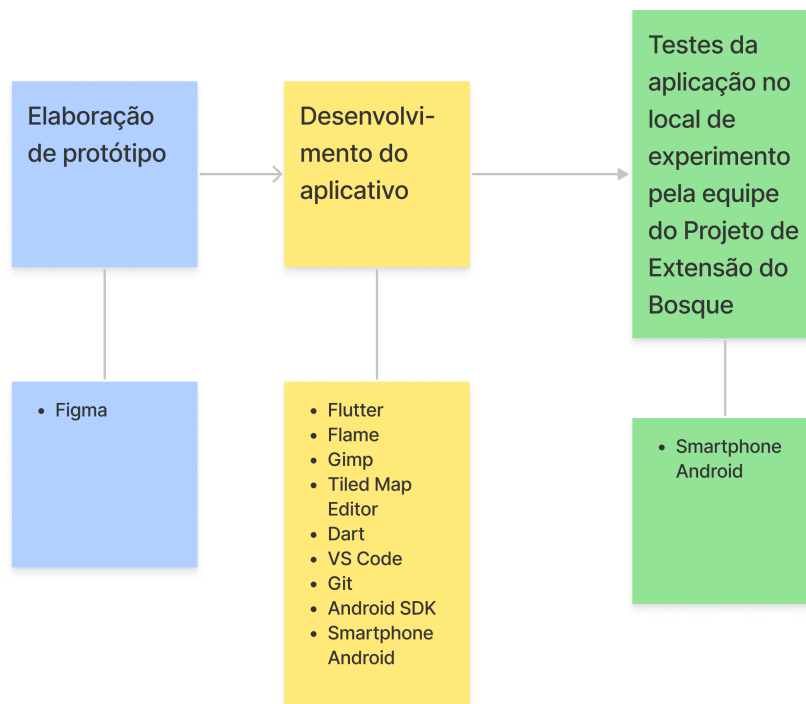 Elaboração
de protótipo
Desenvolvi-
mento do
aplicativo
Testes da
aplicação no
local de
experimento
pela equipe
do Projeto de
Extensão do
Bosque
• Figma
• Flutter
• Flame
• Gimp
• Tiled Map
Editor
• Dart
• VS Code
• Git
• Android SDK
• Smartphone
Android
• Smartphone
Android